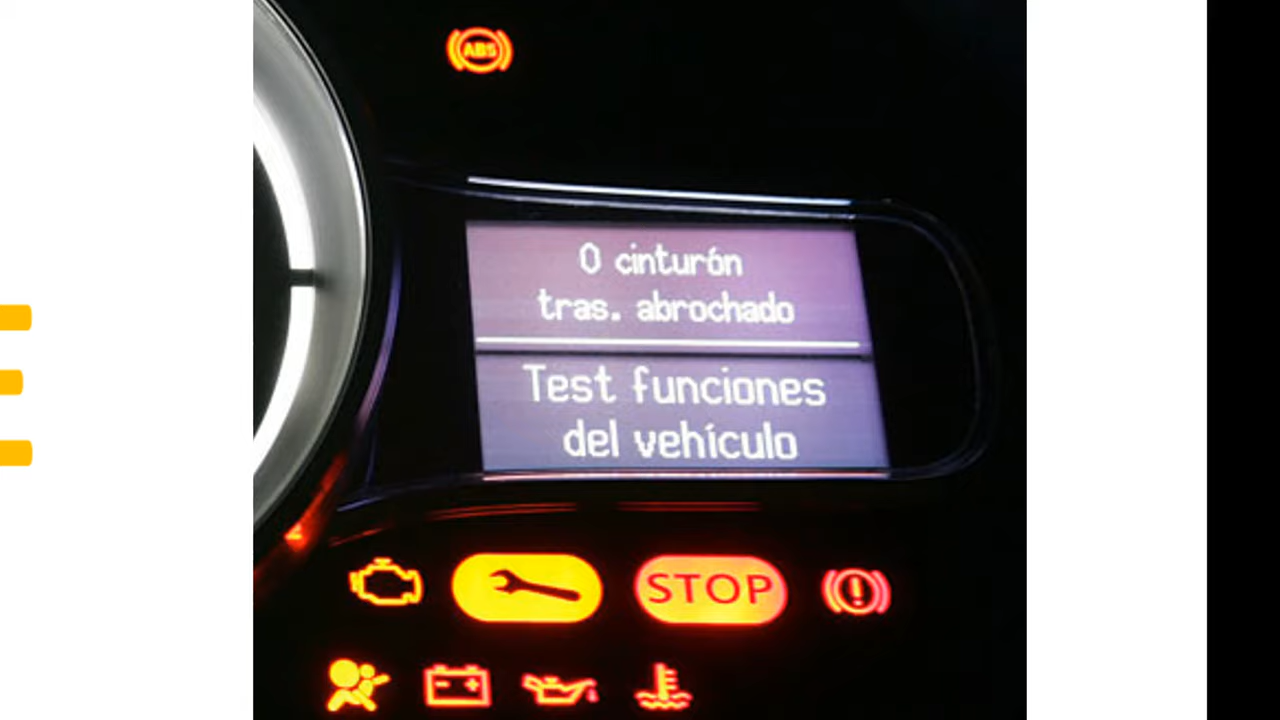 ABS
0 cinturón
tras. abrochado
Test funciones
del vehículo
STOP